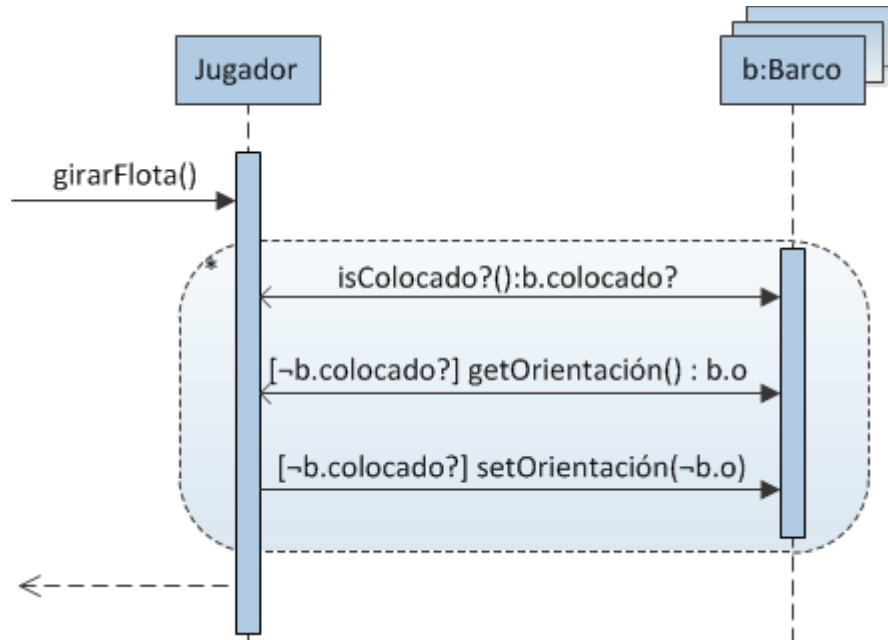 Jugador
b:Barco
girarFlota()
*
isColocado?():b.colocado?
[¬b.colocado?] getOrientación() : b.o
[¬b.colocado?] setOrientación(¬b.o)